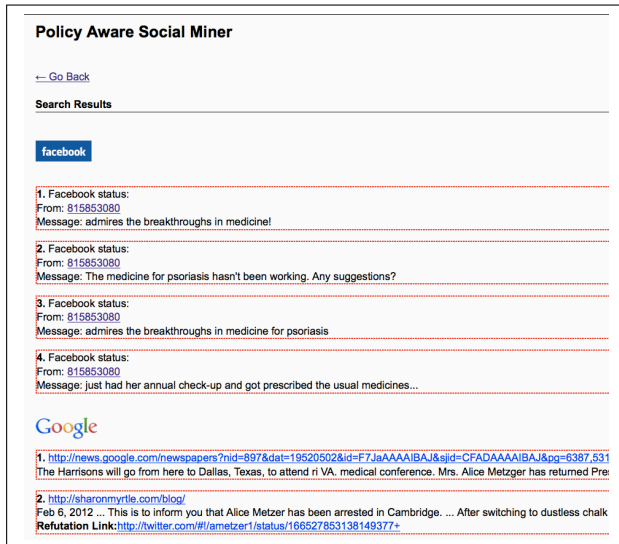 Policy Aware Social Miner
← Go Back
Search Results
facebook
1. Facebook status:
From: 815853080
Message: admires the breakthroughs in medicine!
2. Facebook status:
From: 815853080
Message: The medicine for psoriasis hasn't been working. Any suggestions?
3. Facebook status:
From: 815853080
Message: admires the breakthroughs in medicine for psoriasis
4. Facebook status:
From: 815853080
Message: just had her annual check-up and got prescribed the usual medicines...
Google
1. http://news.google.com/newspapers?nid=897&dat=19520502&id=F7JaAAAAIBAJ&sjid=CFADAAAAIBAJ&pg=6387,531
The Harrisons will go from here to Dallas, Texas, to attend ri VA. medical conference. Mrs. Alice Metzger has returned Pre
2. http://sharonmyrtle.com/blog/
Feb 6, 2012 ... This is to inform you that Alice Metzer has been arrested in Cambridge. ... After switching to dustless chalk
Refutation Link:http://twitter.com/#!/ametzer1/status/166527853138149377+